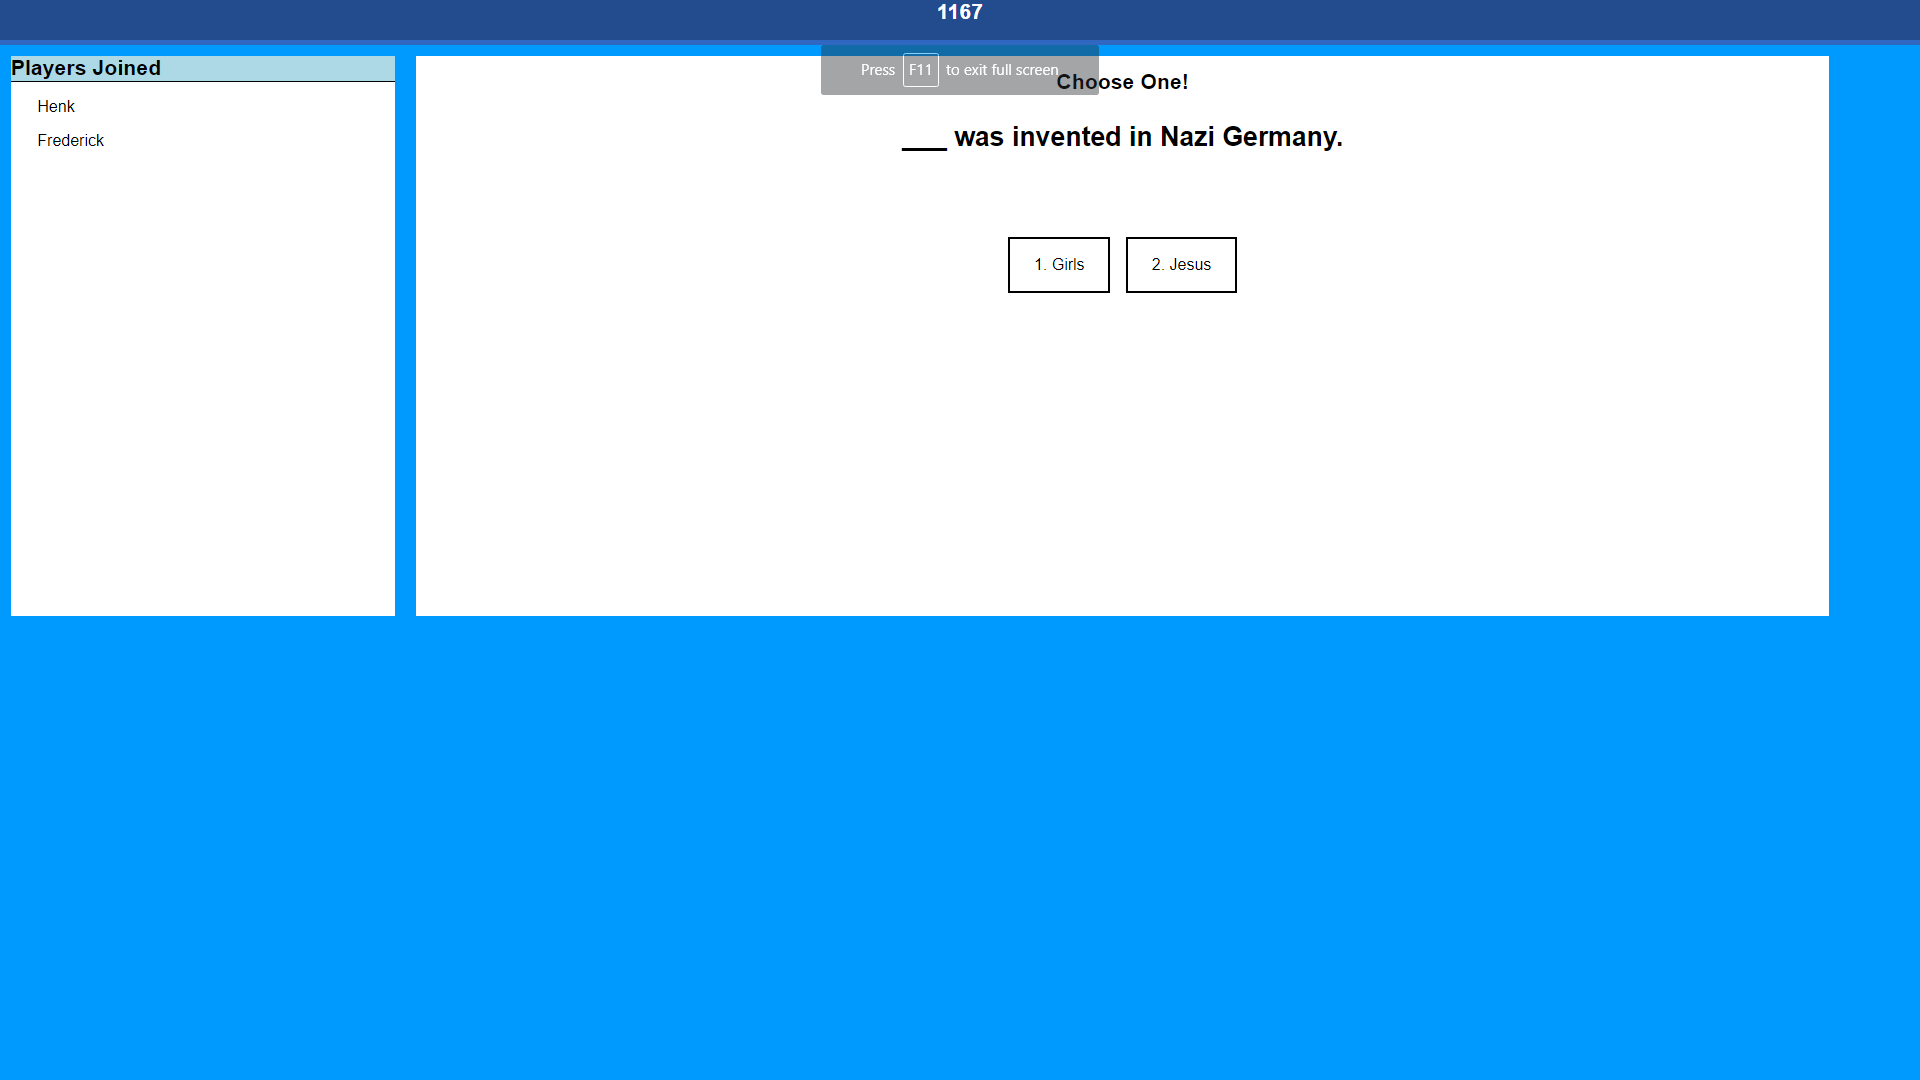 1167
Press F11 to exit full screen
Players Joined
Henk
Frederick
Choose One!
___ was invented in Nazi Germany.
1. Girls
2. Jesus